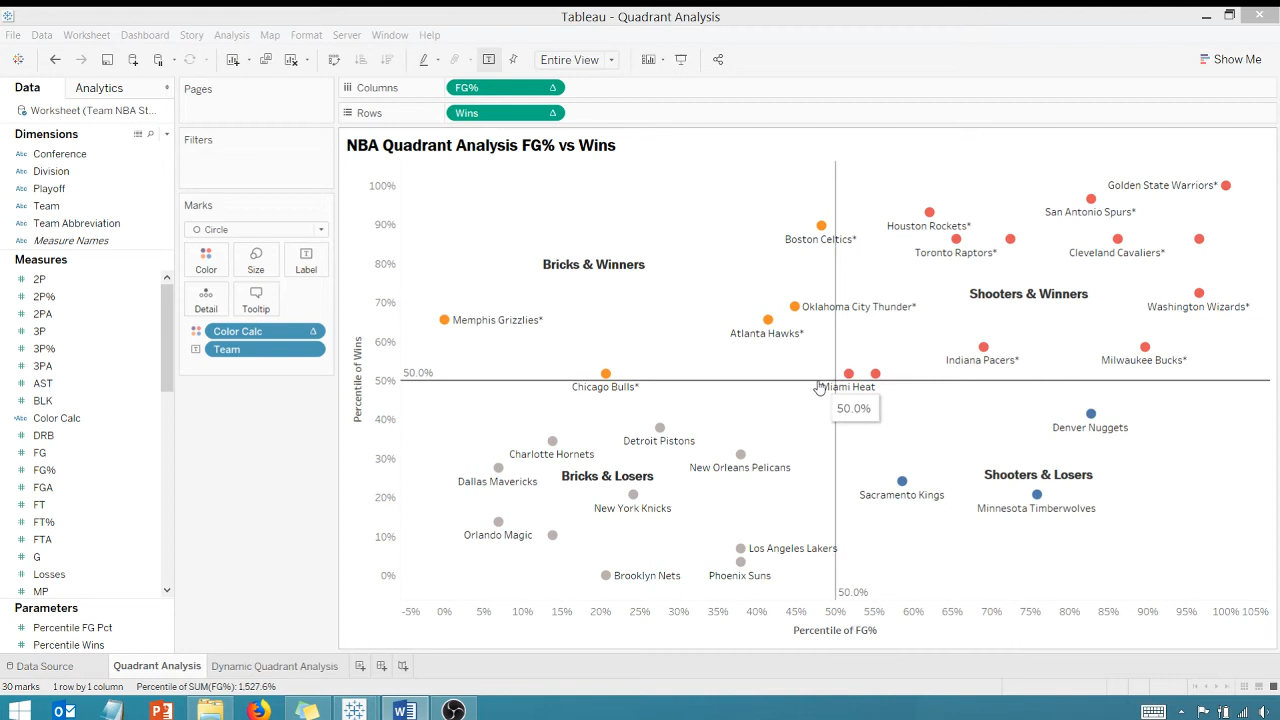 Tableau - Quadrant Analysis
File Data Worksheet Dashboard Story Analysis Map Format Server Window Help
Entire View
Show Me
Data Analytics
Worksheet (Team NBA St...
Dimensions
Abc Conference
Abc Division
Abc Playoff
Abc Team
Abc Team Abbreviation
Abc Measure Names
Measures
# 2P
# 2P%
# 2PA
# 3P
# 3P%
# 3PA
# AST
# BLK
Abc Color Calc
# DRB
# FG
# FG%
# FGA
# FT
# FT%
# FTA
# G
# Losses
# MP
Parameters
# Percentile FG Pct
# Percentile Wins
Pages
Filters
Marks
Circle
Color Size Label
Detail Tooltip
Color Calc
Team
Columns FG%
Rows Wins
NBA Quadrant Analysis FG% vs Wins
Percentile of Wins
100%
90%
80%
70%
60%
50%
40%
30%
20%
10%
0%
Golden State Warriors*
San Antonio Spurs*
Houston Rockets*
Boston Celtics*
Toronto Raptors*
Cleveland Cavaliers*
Bricks & Winners
Shooters & Winners
Oklahoma City Thunder*
Washington Wizards*
Memphis Grizzlies*
Atlanta Hawks*
Indiana Pacers*
Milwaukee Bucks*
50.0%
Chicago Bulls*
Miami Heat
50.0%
Denver Nuggets
Detroit Pistons
Charlotte Hornets
New Orleans Pelicans
Dallas Mavericks
Bricks & Losers
Shooters & Losers
Sacramento Kings
New York Knicks
Minnesota Timberwolves
Orlando Magic
Los Angeles Lakers
Brooklyn Nets
Phoenix Suns
50.0%
-5% 0% 5% 10% 15% 20% 25% 30% 35% 40% 45% 50% 55% 60% 65% 70% 75% 80% 85% 90% 95% 100% 105%
Percentile of FG%
Data Source Quadrant Analysis Dynamic Quadrant Analysis
30 marks 1 row by 1 column Percentile of SUM(FG%): 1,527.6%